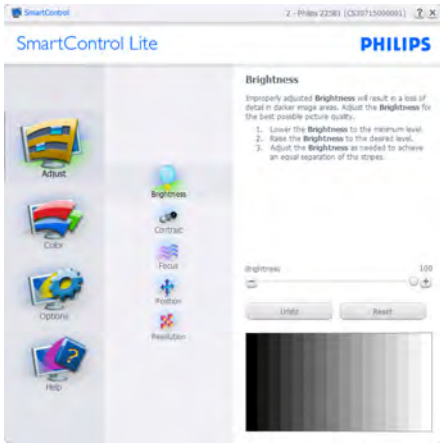 SmartControl
2 - Philips 225B1 (CS30715000001)
? X
SmartControl Lite
PHILIPS
Adjust
Color
Options
Help
Brightness
Contrast
Focus
Position
Resolution
Brightness
Improperly adjusted Brightness will result in a loss of
detail in darker image areas. Adjust the Brightness for
the best possible picture quality.
1. Lower the Brightness to the minimum level.
2. Raise the Brightness to the desired level.
3. Adjust the Brightness as needed to achieve
an equal separation of the stripes.
Brightness 100
Undo
Reset